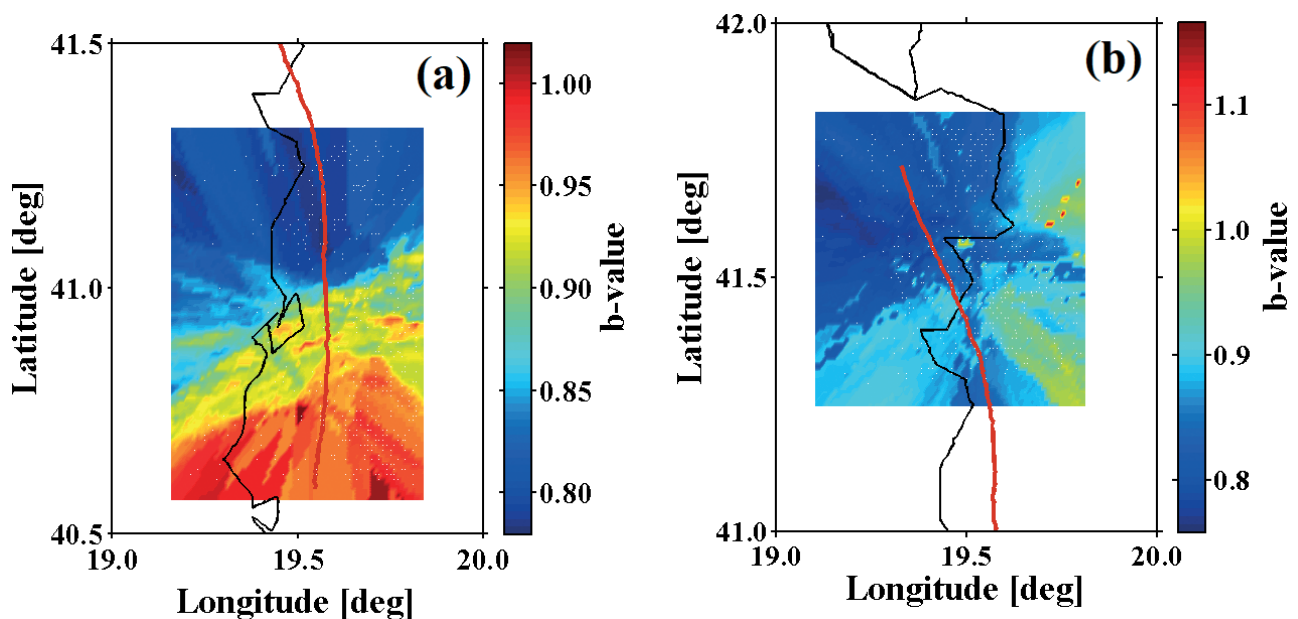 (a)
41.5
41.0
40.5
19.0
19.5
20.0
Latitude [deg]
Longitude [deg]
1.00
0.95
0.90
0.85
0.80
b-value
(b)
42.0
41.5
41.0
19.0
19.5
20.0
Latitude [deg]
Longitude [deg]
1.1
1.0
0.9
0.8
b-value